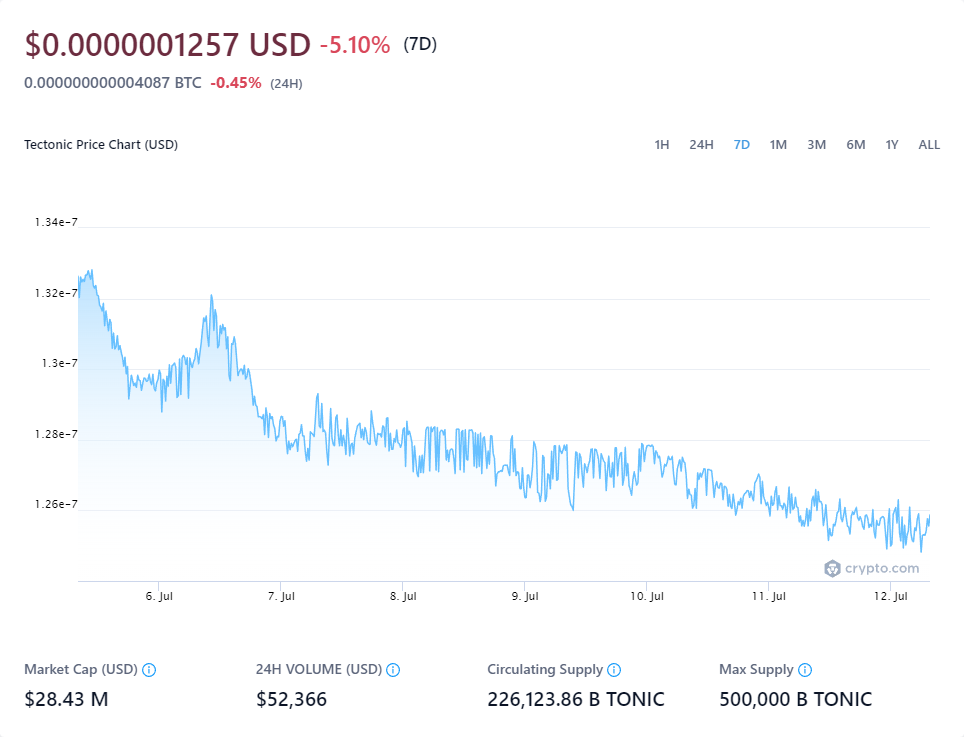 $0.0000001257 USD -5.10% (7D)
0.000000000004087 BTC -0.45% (24H)
Tectonic Price Chart (USD) 1H 24H 7D 1M 3M 6M 1Y ALL
1.34e-7
1.32e-7
1.3e-7
1.28e-7
1.26e-7
crypto.com
6. Jul 7. Jul 8. Jul 9. Jul 10. Jul 11. Jul 12. Jul
Market Cap (USD) 24H VOLUME (USD) Circulating Supply Max Supply
$28.43 M $52,366 226,123.86 B TONIC 500,000 B TONIC